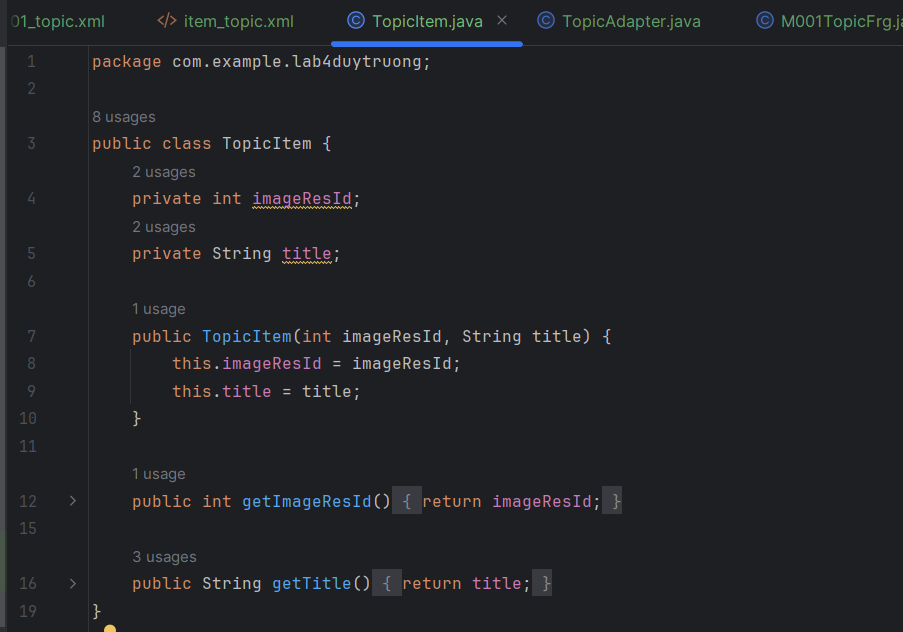 01_topic.xml </> item_topic.xml © TopicItem.java × © TopicAdapter.java © M001TopicFrg.ja
1 package com.example.lab4duytruong;
2
8 usages
3 public class TopicItem {
2 usages
4 private int imageResId;
2 usages
5 private String title;
6
1 usage
7 public TopicItem(int imageResId, String title) {
8 this.imageResId = imageResId;
9 this.title = title;
10 }
11
1 usage
12 > public int getImageResId() { return imageResId; }
15
3 usages
16 > public String getTitle() { return title; }
19 }